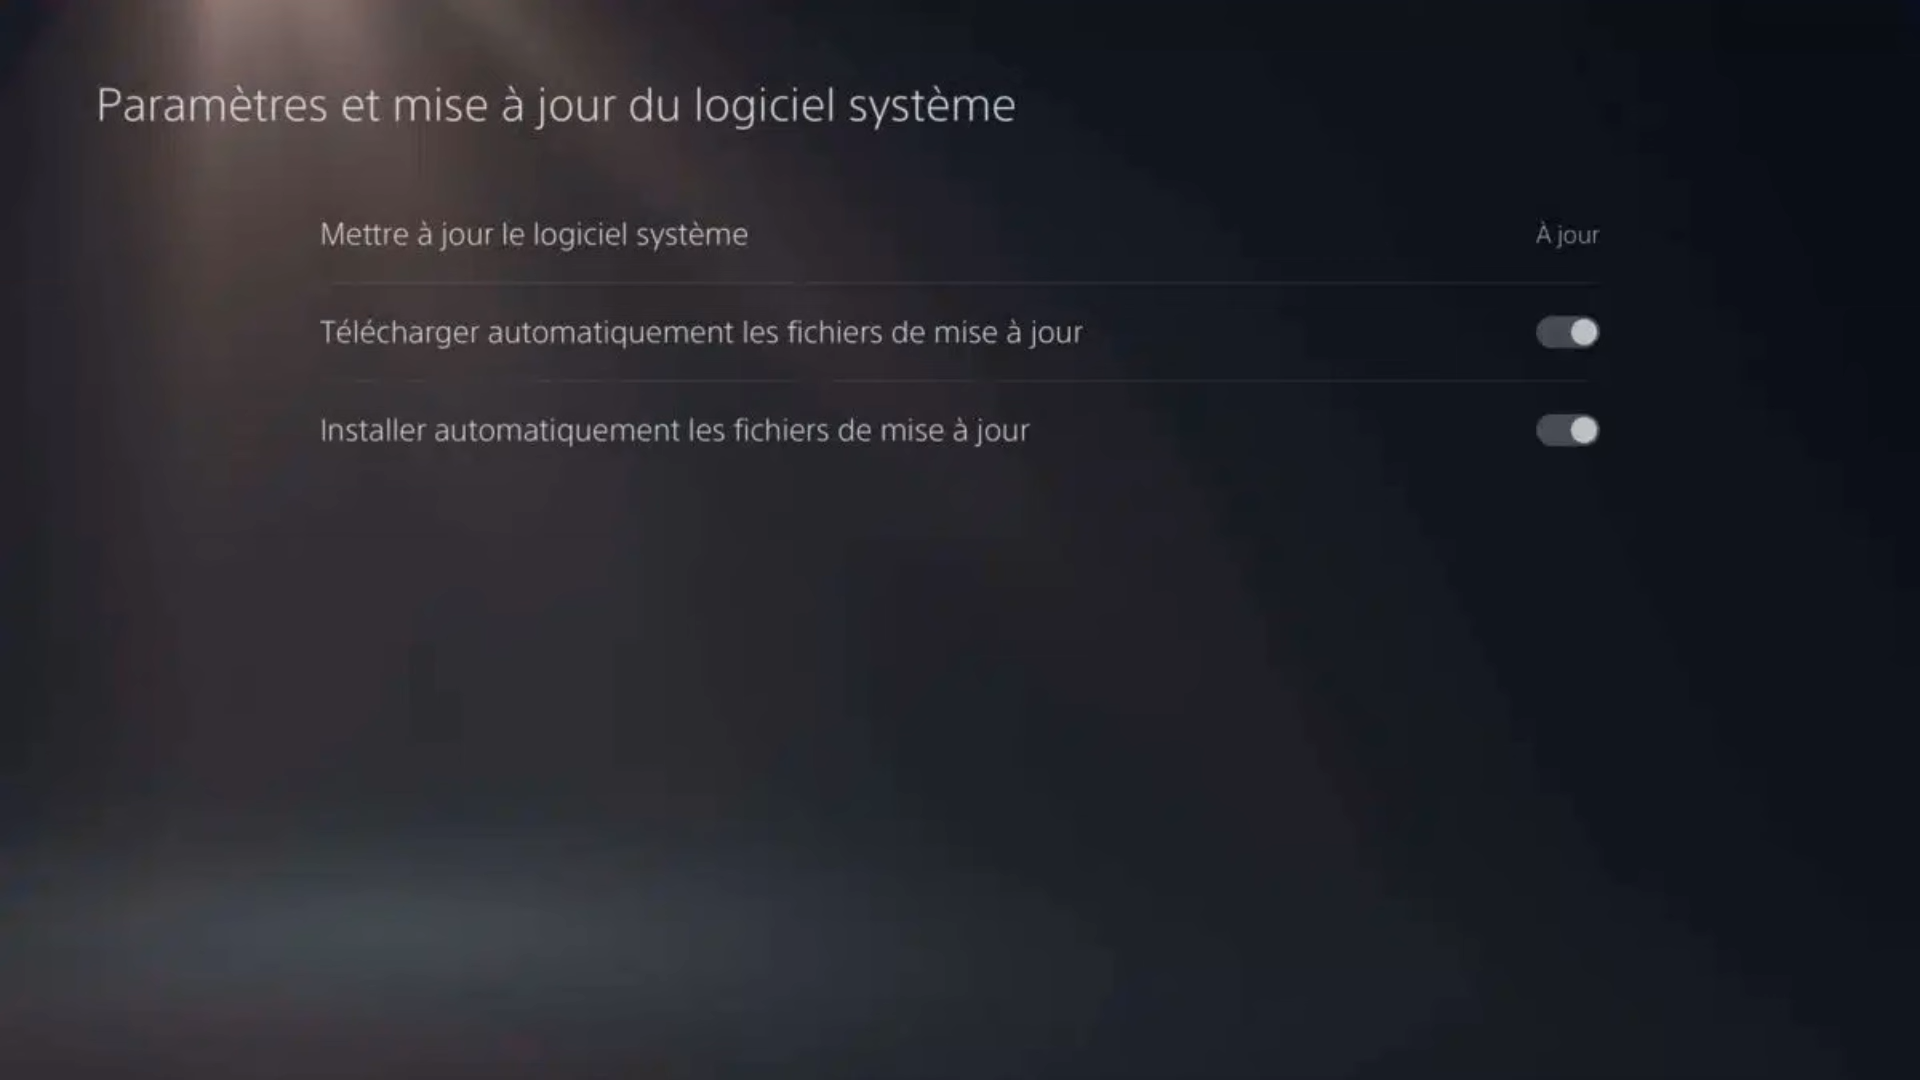 Paramètres et mise à jour du logiciel système
Mettre à jour le logiciel système À jour
Télécharger automatiquement les fichiers de mise à jour
Installer automatiquement les fichiers de mise à jour